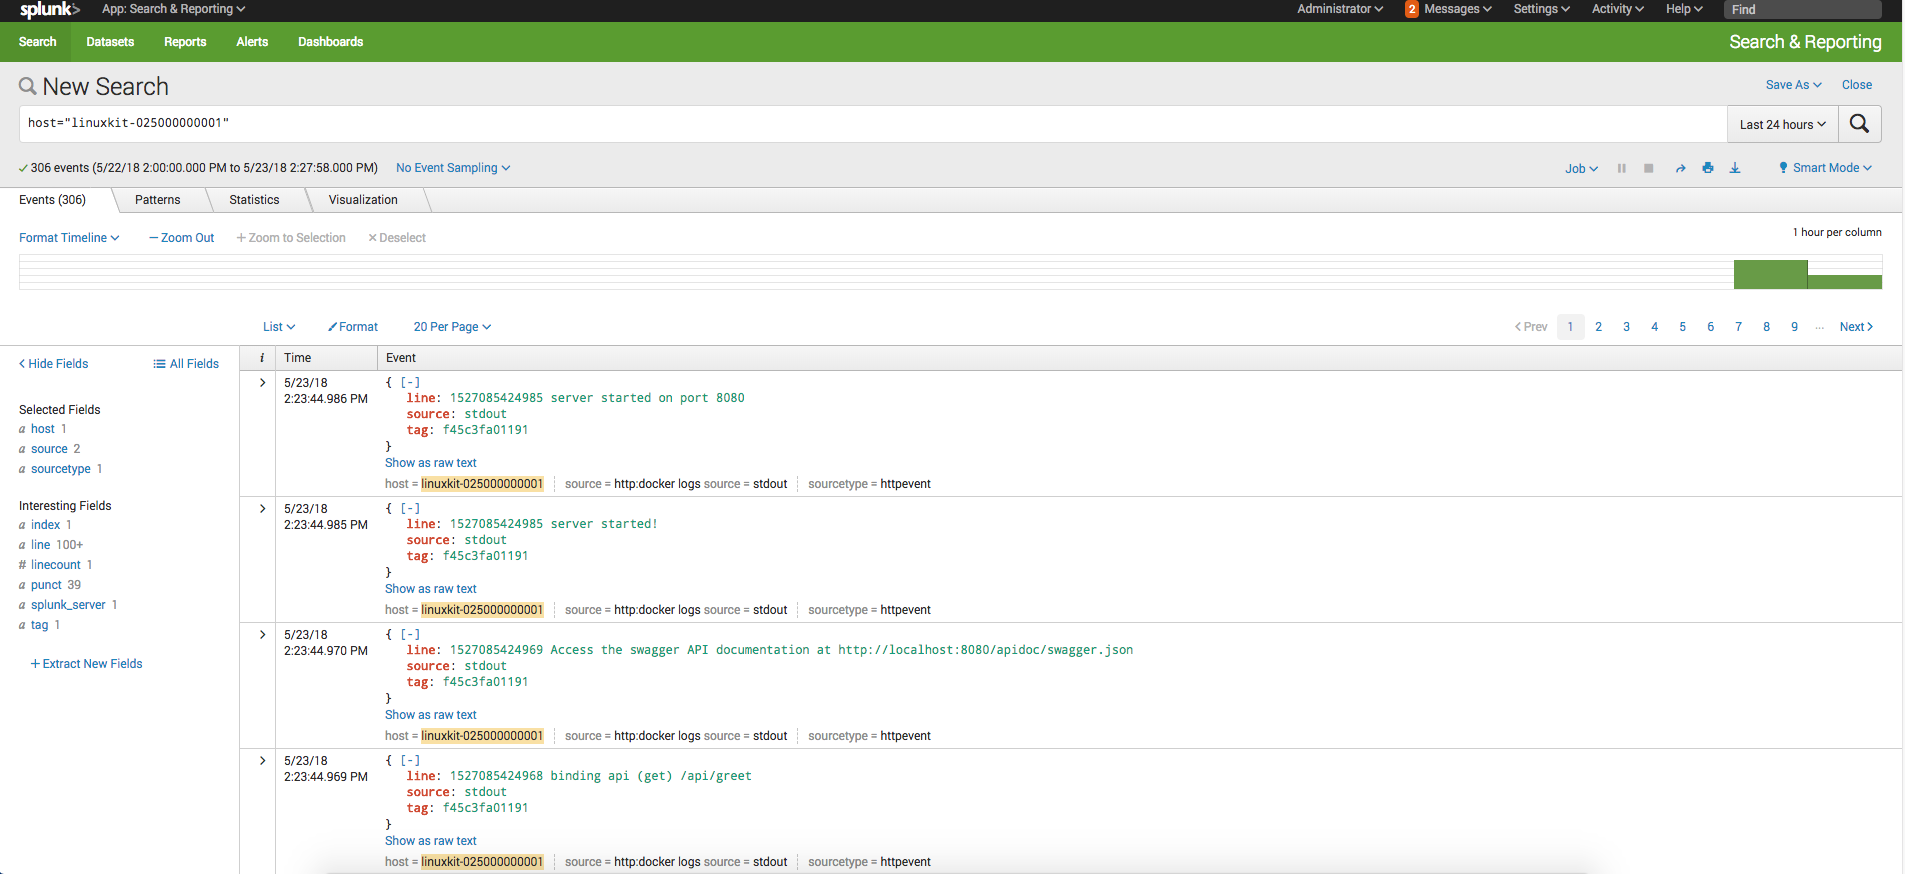 splunk> App: Search & Reporting Administrator 2 Messages Settings Activity Help Find
Search Datasets Reports Alerts Dashboards Search & Reporting
New Search Save As Close
host="linuxkit-025000000001" Last 24 hours
306 events (5/22/18 2:00:00.000 PM to 5/23/18 2:27:58.000 PM) No Event Sampling Job Smart Mode
Events (306) Patterns Statistics Visualization
Format Timeline — Zoom Out + Zoom to Selection × Deselect 1 hour per column
List Format 20 Per Page < Prev 1 2 3 4 5 6 7 8 9 ... Next >
< Hide Fields All Fields
Selected Fields
a host 1
a source 2
a sourcetype 1
Interesting Fields
a index 1
a line 100+
# linecount 1
a punct 39
a splunk_server 1
a tag 1
+ Extract New Fields
i Time Event
> 5/23/18 { [-]
2:23:44.986 PM line: 1527085424985 server started on port 8080
source: stdout
tag: f45c3fa01191
}
Show as raw text
host = linuxkit-025000000001 source = http:docker logs source = stdout sourcetype = httpevent
> 5/23/18 { [-]
2:23:44.985 PM line: 1527085424985 server started!
source: stdout
tag: f45c3fa01191
}
Show as raw text
host = linuxkit-025000000001 source = http:docker logs source = stdout sourcetype = httpevent
> 5/23/18 { [-]
2:23:44.970 PM line: 1527085424969 Access the swagger API documentation at http://localhost:8080/apidoc/swagger.json
source: stdout
tag: f45c3fa01191
}
Show as raw text
host = linuxkit-025000000001 source = http:docker logs source = stdout sourcetype = httpevent
> 5/23/18 { [-]
2:23:44.969 PM line: 1527085424968 binding api (get) /api/greet
source: stdout
tag: f45c3fa01191
}
Show as raw text
host = linuxkit-025000000001 source = http:docker logs source = stdout sourcetype = httpevent